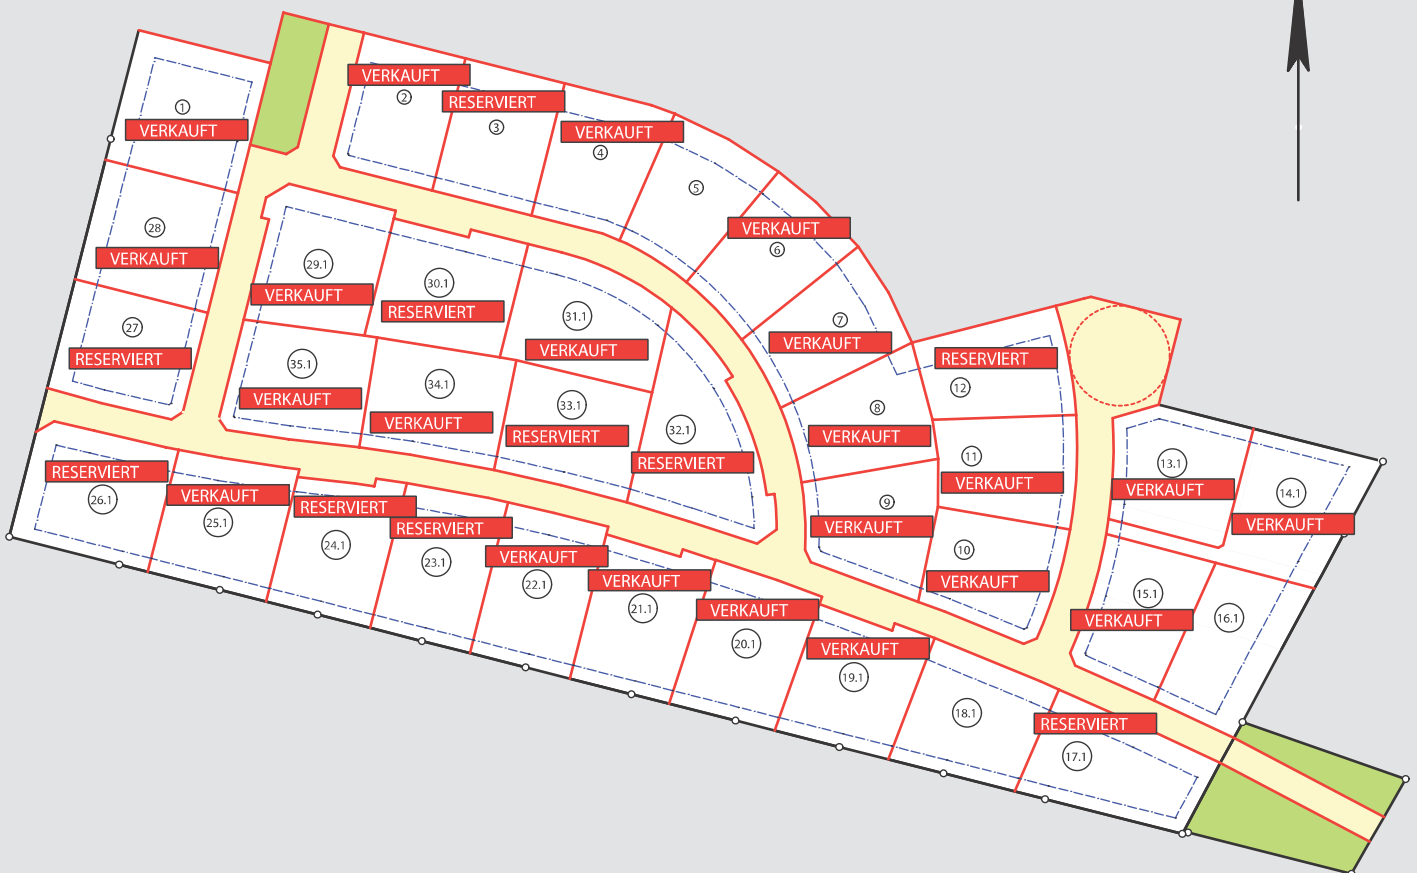 VERKAUFT
2
RESERVIERT
3
1
VERKAUFT
VERKAUFT
4
5
28
VERKAUFT
VERKAUFT
6
29.1
VERKAUFT
30.1
RESERVIERT
31.1
VERKAUFT
27
RESERVIERT
7
VERKAUFT
RESERVIERT
12
35.1
VERKAUFT
34.1
VERKAUFT
33.1
RESERVIERT
32.1
RESERVIERT
8
VERKAUFT
11
VERKAUFT
13.1
VERKAUFT
14.1
VERKAUFT
9
VERKAUFT
10
VERKAUFT
15.1
VERKAUFT
16.1
RESERVIERT
26.1
VERKAUFT
25.1
RESERVIERT
24.1
RESERVIERT
23.1
VERKAUFT
22.1
VERKAUFT
21.1
VERKAUFT
20.1
VERKAUFT
19.1
18.1
RESERVIERT
17.1